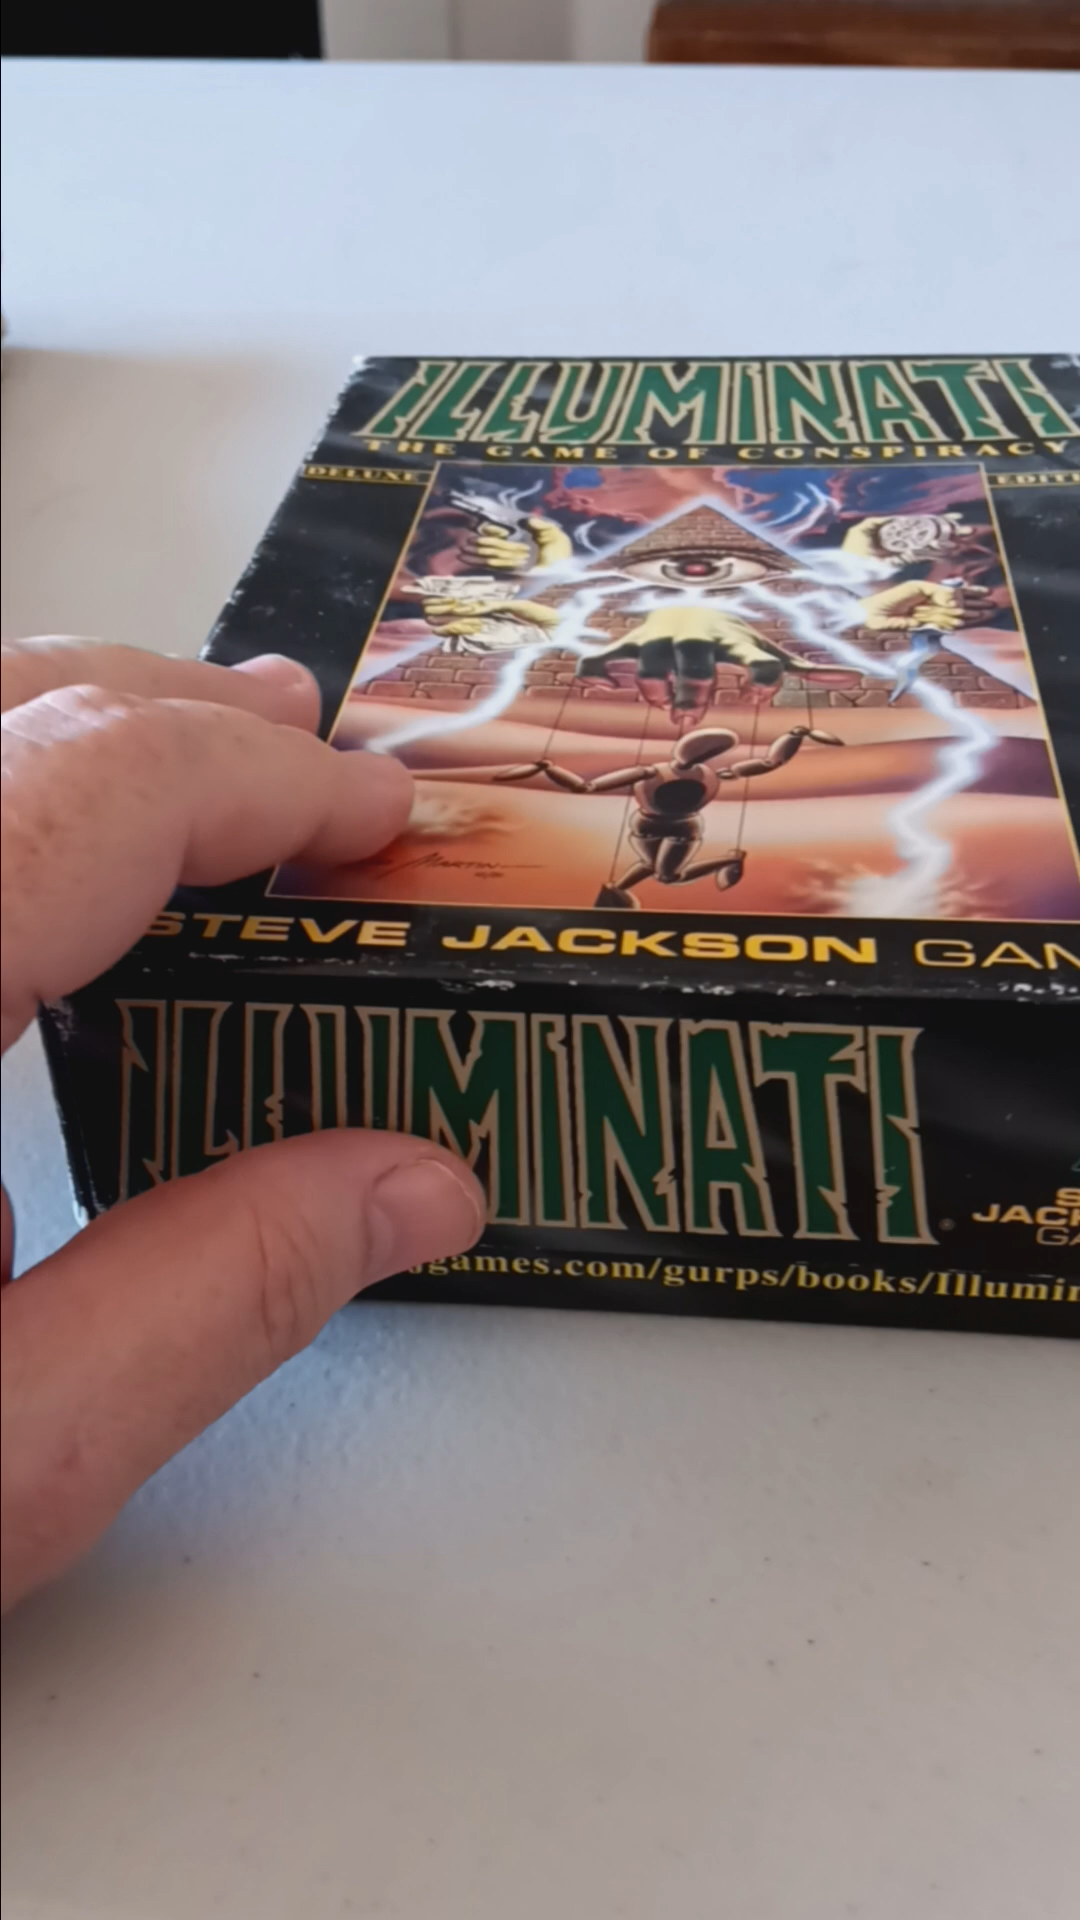 ILLUMINATI
THE GAME OF CONSPIRACY
DELUXE
STEVE JACKSON
ILLUMINATI
games.com/gurps/books/Illumin